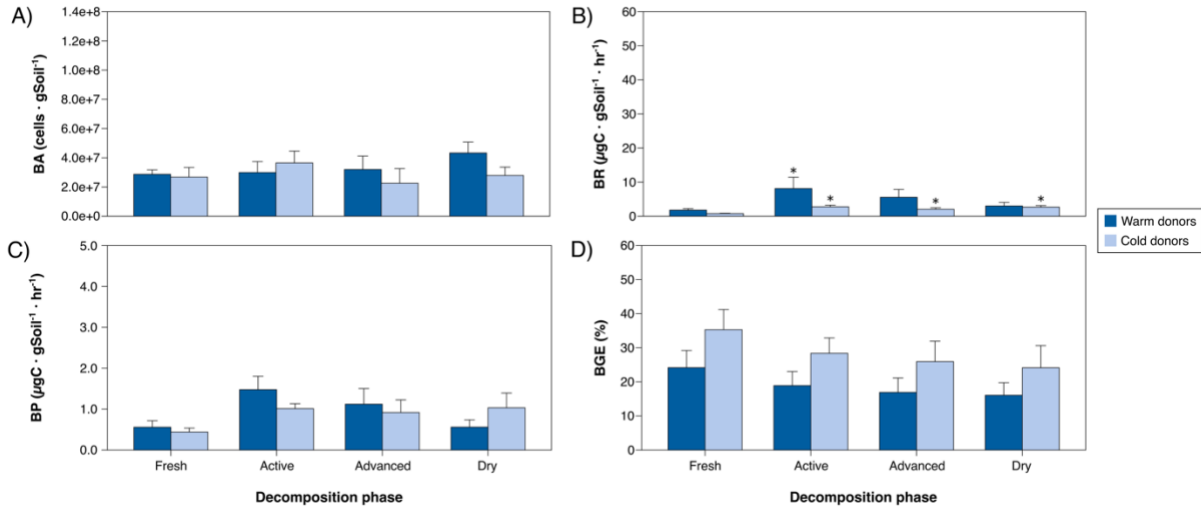 A)
BA (cells · gSoil⁻¹)
1.4e+8
1.2e+8
1.0e+8
8.0e+7
6.0e+7
4.0e+7
2.0e+7
0.0e+0
B)
BR (µgC · gSoil⁻¹ · hr⁻¹)
60
50
40
30
20
10
0
*
*
*
*
Warm donors
Cold donors
C)
BP (µgC · gSoil⁻¹ · hr⁻¹)
5.0
4.0
3.0
2.0
1.0
0.0
Fresh Active Advanced Dry
Decomposition phase
D)
BGE (%)
60
50
40
30
20
10
0
Fresh Active Advanced Dry
Decomposition phase